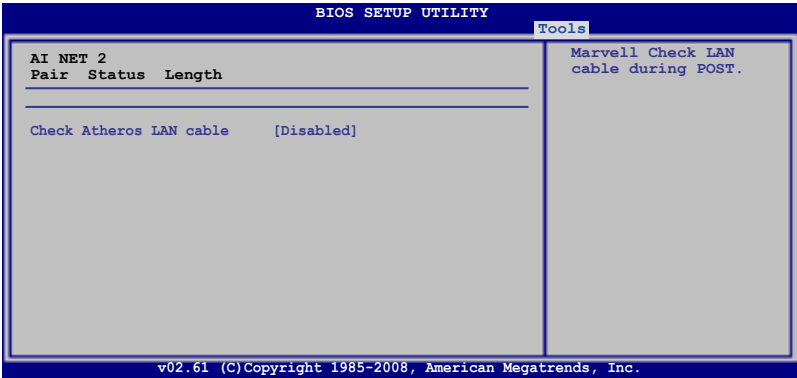 BIOS SETUP UTILITY
Tools
AI NET 2
Pair Status Length
Check Atheros LAN cable [Disabled]
Marvell Check LAN
cable during POST.
v02.61 (C)Copyright 1985-2008, American Megatrends, Inc.